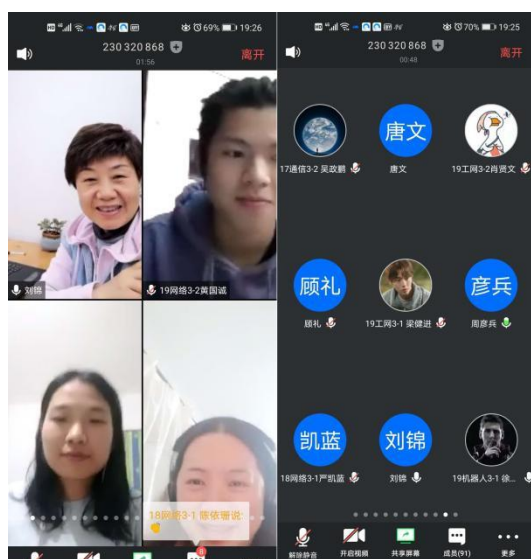 69% 19:26
230 320 868
01:56
离开
刘锦
19网络3-2黄国诚
18网络3-1 陈依珊说:
8
70% 19:25
230 320 868
00:48
离开
唐文
17通信3-2 吴政鹏
唐文
19工网3-2肖贤文
顾礼
彦兵
顾礼
19工网3-1 梁健进
周彦兵
凯蓝
刘锦
18网络3-1严凯蓝
刘锦
19机器人3-1 徐...
解除静音
开启视频
共享屏幕
成员(91)
更多